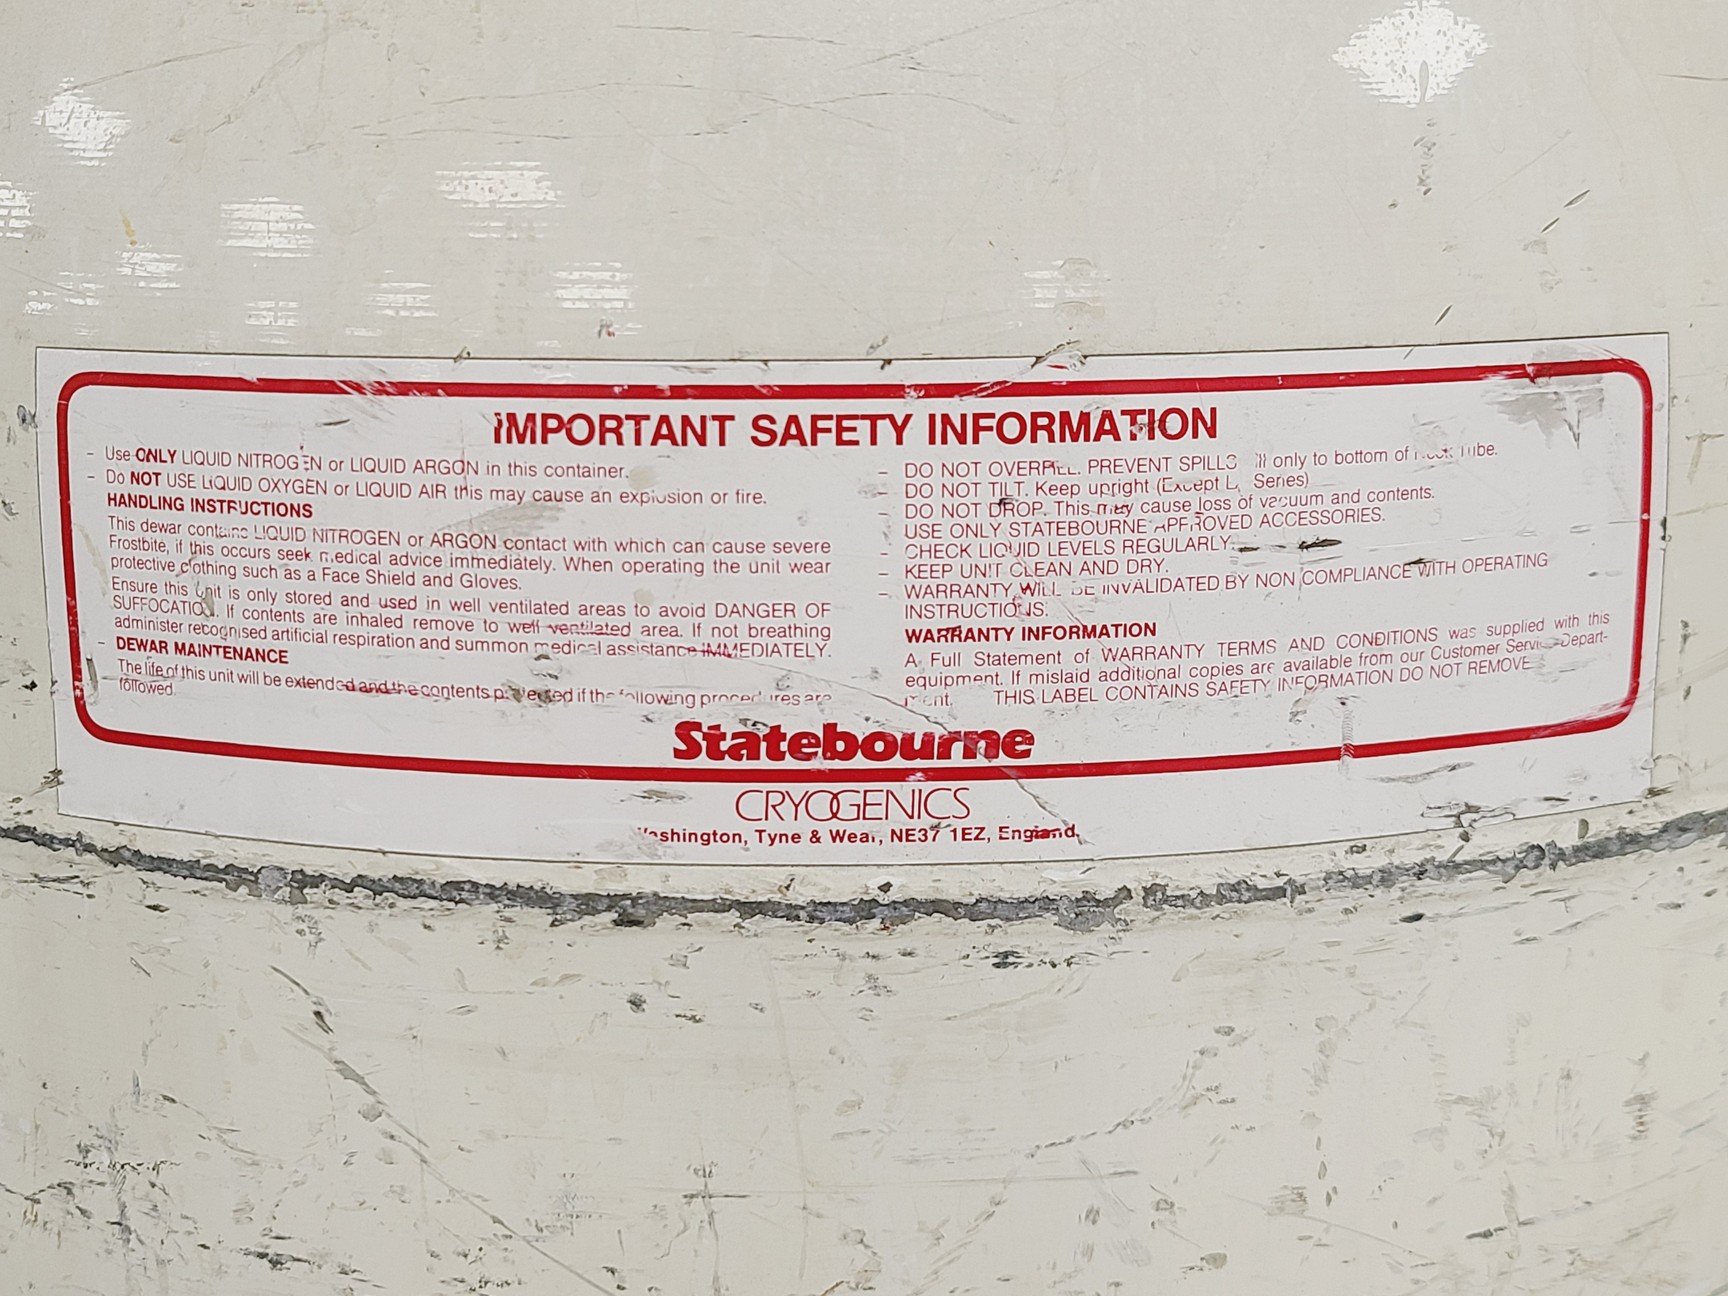 IMPORTANT SAFETY INFORMATION
- Use ONLY LIQUID NITROGEN or LIQUID ARGON in this container.
- Do NOT USE LIQUID OXYGEN or LIQUID AIR this may cause an explosion or fire.
HANDLING INSTRUCTIONS
This dewar contains LIQUID NITROGEN or ARGON contact with which can cause severe
Frostbite, if this occurs seek medical advice immediately. When operating the unit wear
protective clothing such as a Face Shield and Gloves.
Ensure this Unit is only stored and used in well ventilated areas to avoid DANGER OF
SUFFOCATION. If contents are inhaled remove to well ventilated area. If not breathing
administer recognised artificial respiration and summon medical assistance IMMEDIATELY.
- DEWAR MAINTENANCE
The life of this unit will be extended and the contents protected if the following procedures are
followed.
- DO NOT OVERFILL. PREVENT SPILLS only to bottom of Neck Tube.
- DO NOT TILT. Keep upright (Except Series)
- DO NOT DROP. This may cause loss of vacuum and contents.
USE ONLY STATEBOURNE APPROVED ACCESSORIES.
- CHECK LIQUID LEVELS REGULARLY.
- KEEP UNIT CLEAN AND DRY.
- WARRANTY WILL BE INVALIDATED BY NON COMPLIANCE WITH OPERATING
INSTRUCTIONS.
WARRANTY INFORMATION
A Full Statement of WARRANTY TERMS AND CONDITIONS was supplied with this
equipment. If mislaid additional copies are available from our Customer Service Depart-
ment. THIS LABEL CONTAINS SAFETY INFORMATION DO NOT REMOVE
Statebourne
CRYOGENICS
Washington, Tyne & Wear, NE37 1EZ, England.